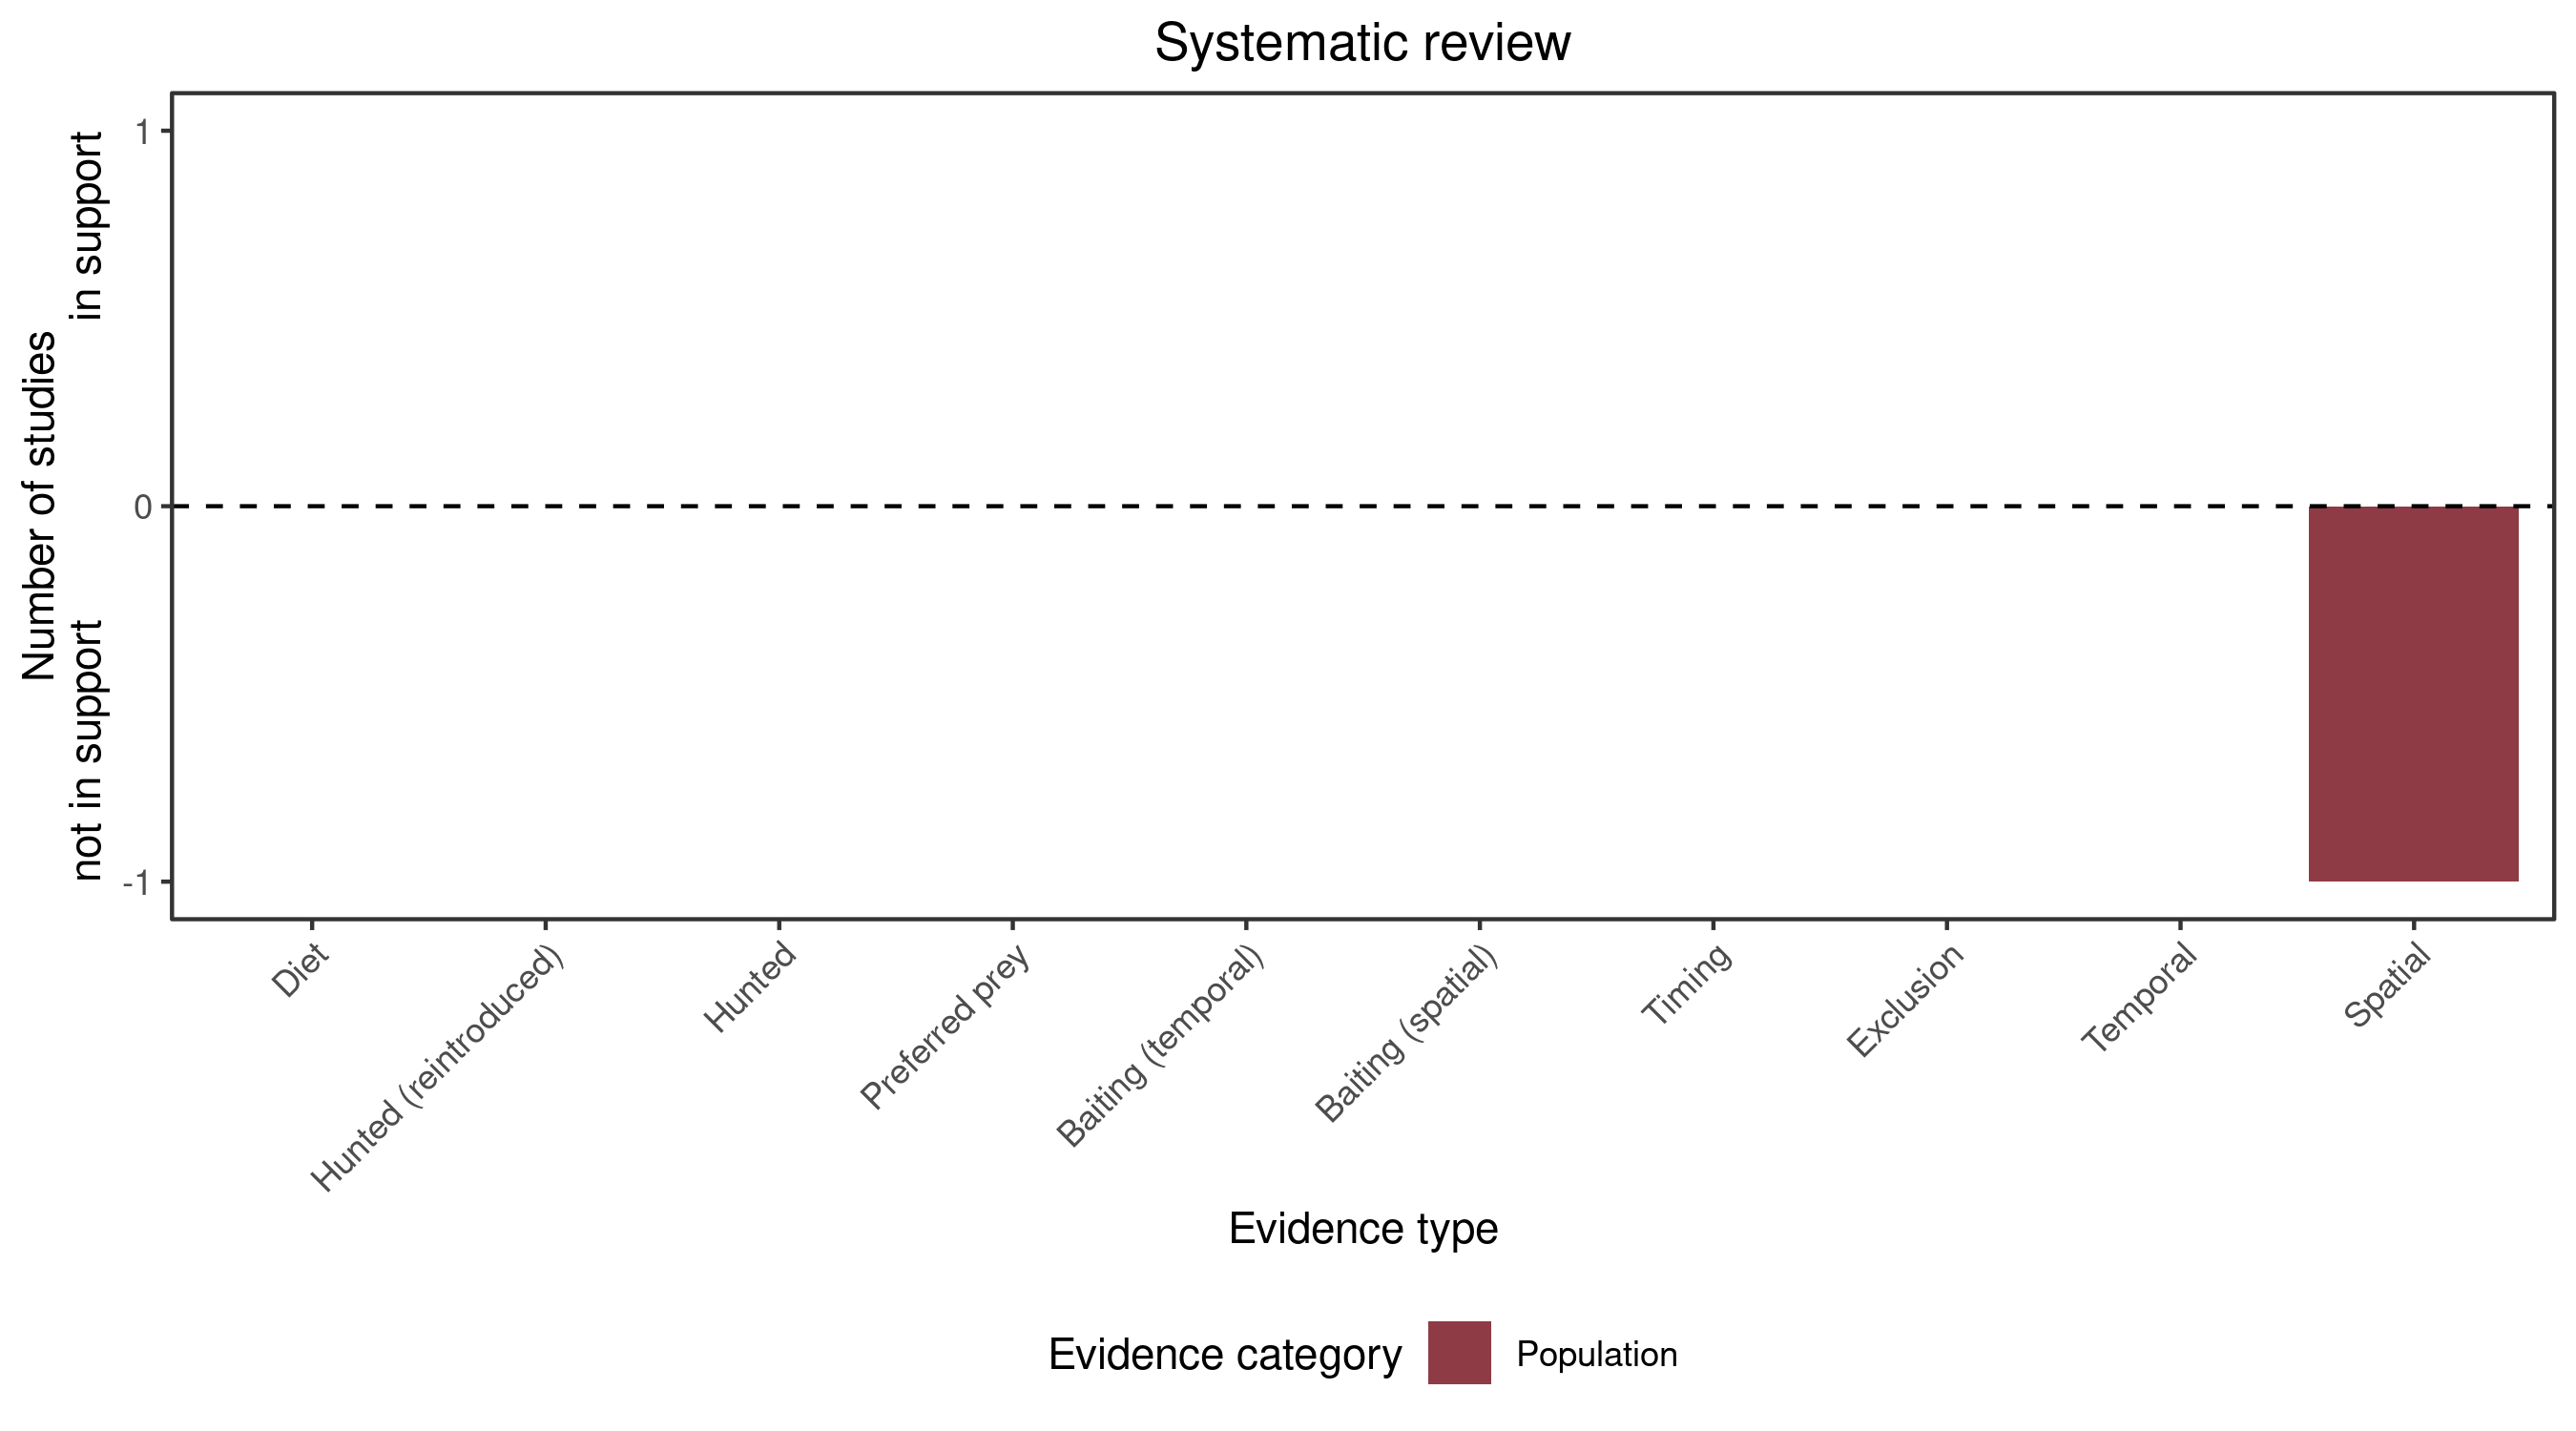 Systematic review
Number of studies
in support
not in support
1
0
-1
Diet
Hunted (reintroduced)
Hunted
Preferred prey
Baiting (temporal)
Baiting (spatial)
Timing
Exclusion
Temporal
Spatial
Evidence type
Evidence category
Population